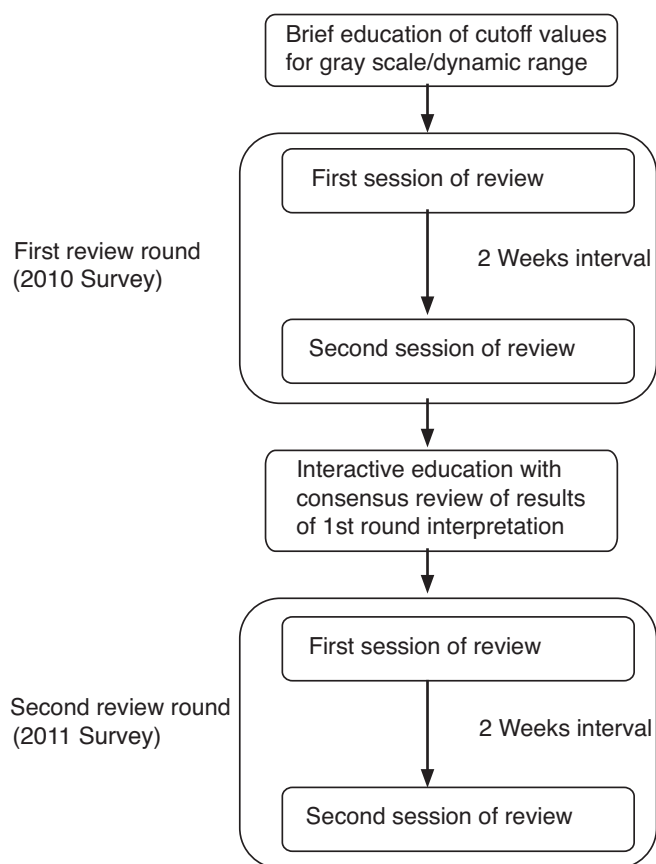 Brief education of cutoff values
for gray scale/dynamic range
First session of review
First review round
(2010 Survey)
2 Weeks interval
Second session of review
Interactive education with
consensus review of results
of 1st round interpretation
First session of review
Second review round
(2011 Survey)
2 Weeks interval
Second session of review